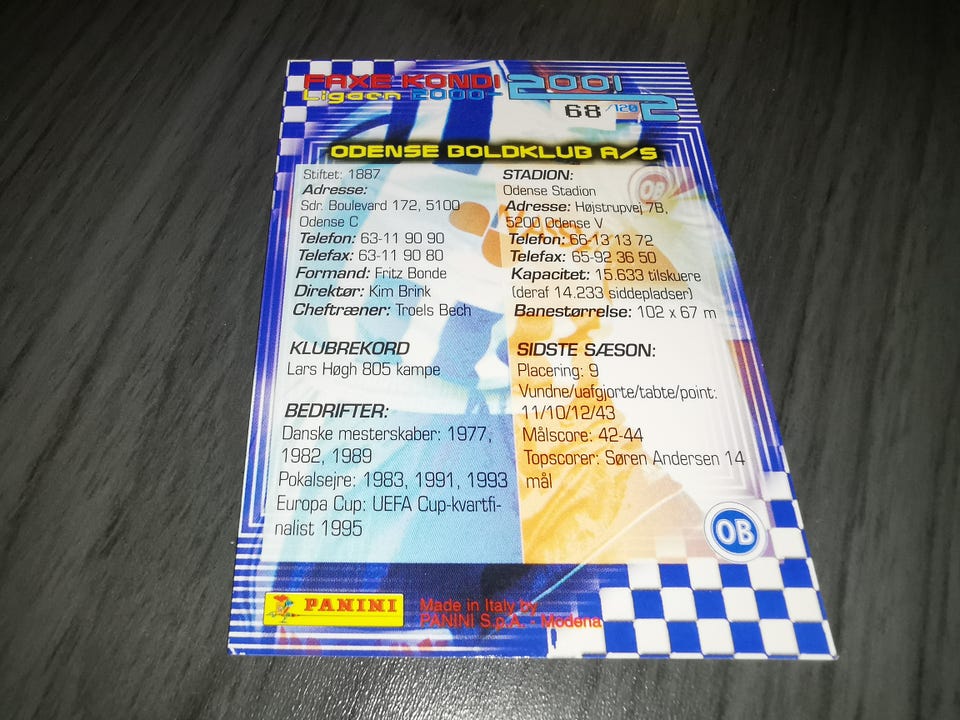 FAXE KONDI 2001
Ligaen 2000-
68/120
2
ODENSE BOLDKLUB A/S
Stiftet: 1887
Adresse:
Sdr. Boulevard 172, 5100
Odense C
Telefon: 63-11 90 90
Telefax: 63-11 90 80
Formand: Fritz Bonde
Direktør: Kim Brink
Cheftræner: Troels Bech
KLUBREKORD
Lars Høgh 805 kampe
BEDRIFTER:
Danske mesterskaber: 1977,
1982, 1989
Pokalsejre: 1983, 1991, 1993
Europa Cup: UEFA Cup-kvartfi-
nalist 1995
STADION:
Odense Stadion
Adresse: Højstrupvej 7B,
5200 Odense V
Telefon: 66-13 13 72
Telefax: 65-92 36 50
Kapacitet: 15.633 tilskuere
(deraf 14.233 siddepladser)
Banestørrelse: 102 x 67 m
SIDSTE SÆSON:
Placering: 9
Vundne/uafgjorte/tabte/point:
11/10/12/43
Målscore: 42-44
Topscorer: Søren Andersen 14
mål
OB
OB
PANINI
Made in Italy by
PANINI S.p.A. - Modena